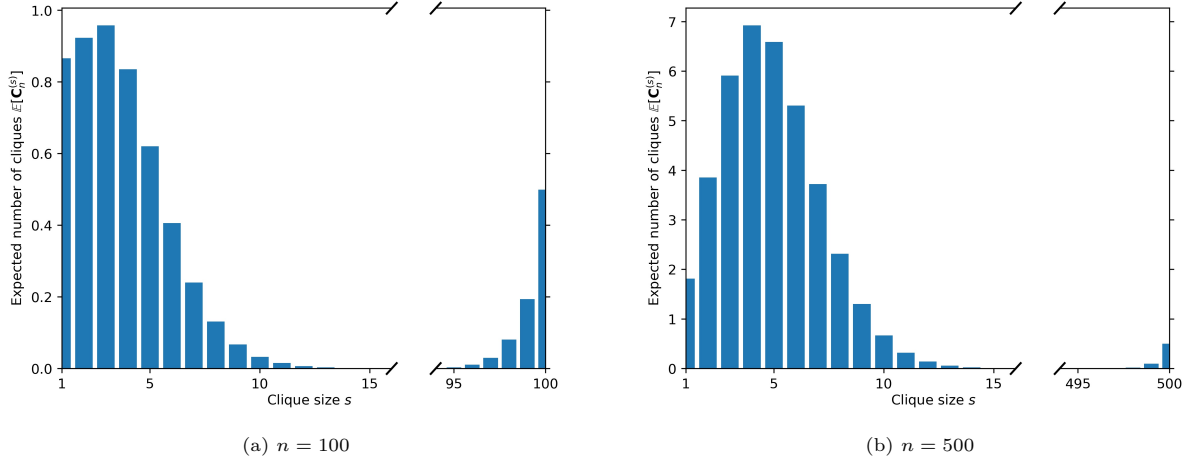 1.0
0.8
0.6
0.4
0.2
0.0
Expected number of cliques 𝔼[C_n^(s)]
1 5 10 15 95 100
Clique size s
(a) n = 100
7
6
5
4
3
2
1
0
Expected number of cliques 𝔼[C_n^(s)]
1 5 10 15 495 500
Clique size s
(b) n = 500